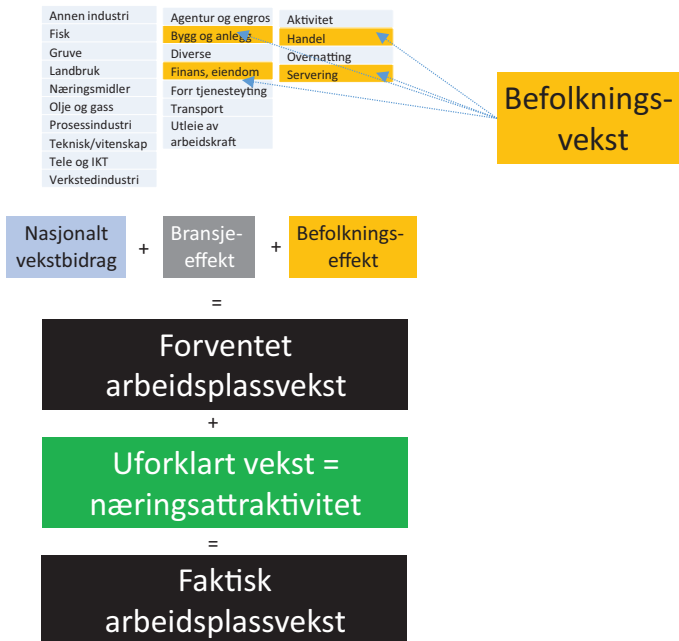 Annen industri
Fisk
Gruve
Landbruk
Næringsmidler
Olje og gass
Prosessindustri
Teknisk/vitenskap
Tele og IKT
Verkstedindustri
Agentur og engros
Bygg og anlegg
Diverse
Finans, eiendom
Forr tjenesteyting
Transport
Utleie av
arbeidskraft
Aktivitet
Handel
Overnatting
Servering
Befolknings-
vekst
Nasjonalt
vekstbidrag
+
Bransje-
effekt
+
Befolknings-
effekt
=
Forventet
arbeidsplassvekst
+
Uforklart vekst =
næringsattraktivitet
=
Faktisk
arbeidsplassvekst